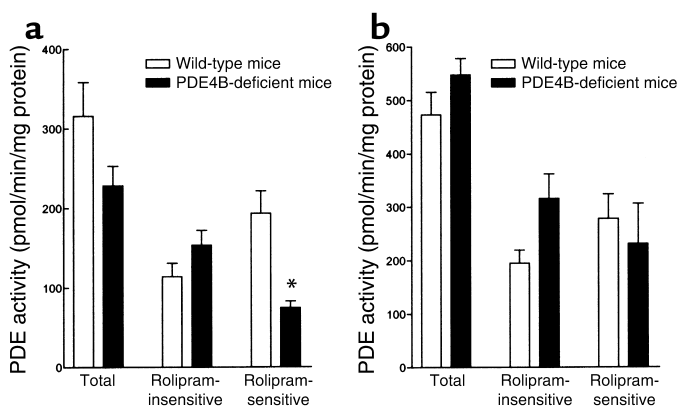 a
PDE activity (pmol/min/mg protein)
400
300
200
100
0
Wild-type mice
PDE4B-deficient mice
*
Total
Rolipram-
insensitive
Rolipram-
sensitive
b
PDE activity (pmol/min/mg protein)
600
500
400
300
200
100
0
Wild-type mice
PDE4B-deficient mice
Total
Rolipram-
insensitive
Rolipram-
sensitive